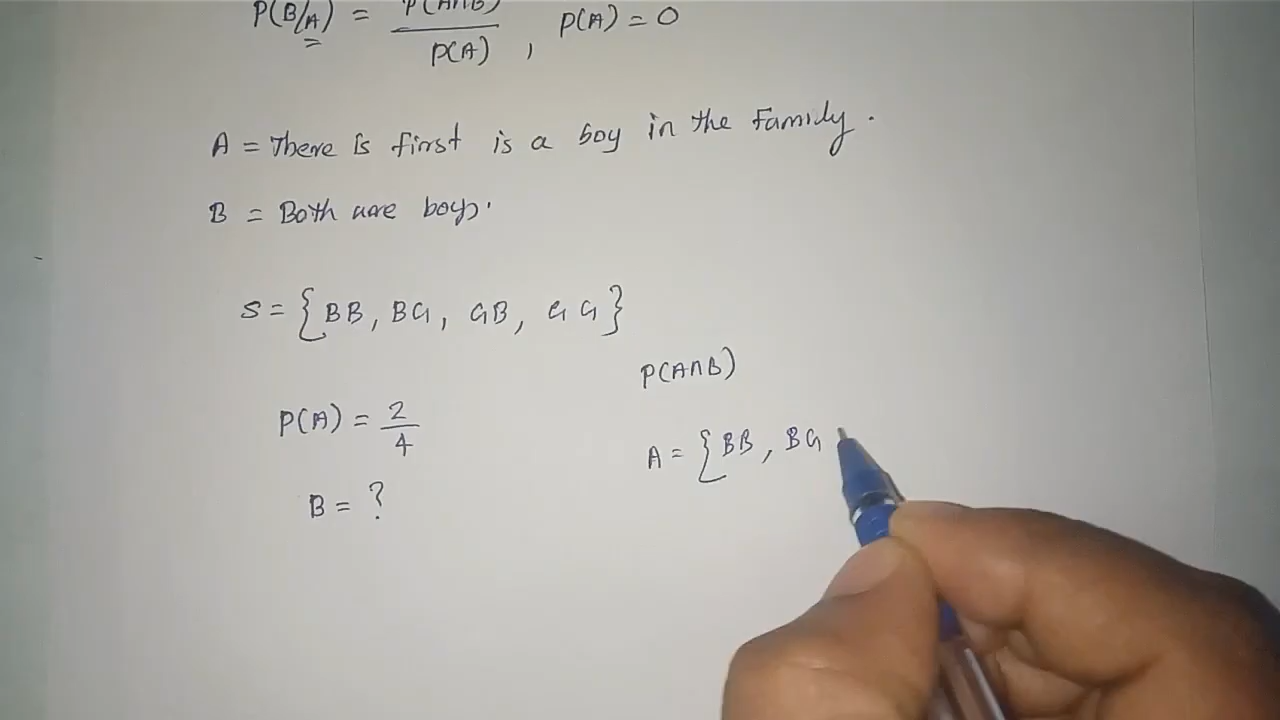 P(B/A) = P(A∩B) / P(A) , P(A) = 0
A = There is first is a boy in the Family.
B = Both are boys.
S = { BB, BG, GB, GG }
P(A∩B)
P(A) = 2/4
A = { BB, BG
B = ?